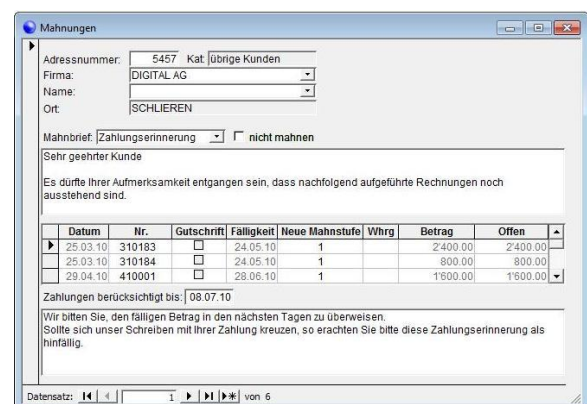 Mahnungen
Adressnummer: 5457 Kat: übrige Kunden
Firma: DIGITAL AG
Name:
Ort: SCHLIEREN
Mahnbrief: Zahlungserinnerung nicht mahnen
Sehr geehrter Kunde
Es dürfte Ihrer Aufmerksamkeit entgangen sein, dass nachfolgend aufgeführte Rechnungen noch
ausstehend sind.
Datum Nr. Gutschrift Fälligkeit Neue Mahnstufe Whrg Betrag Offen
25.03.10 310183 24.05.10 1 2'400.00 2'400.00
25.03.10 310184 24.05.10 1 800.00 800.00
29.04.10 410001 28.06.10 1 1'600.00 1'600.00
Zahlungen berücksichtigt bis: 08.07.10
Wir bitten Sie, den fälligen Betrag in den nächsten Tagen zu überweisen.
Sollte sich unser Schreiben mit Ihrer Zahlung kreuzen, so erachten Sie bitte diese Zahlungserinnerung als
hinfällig.
Datensatz: 1 von 6